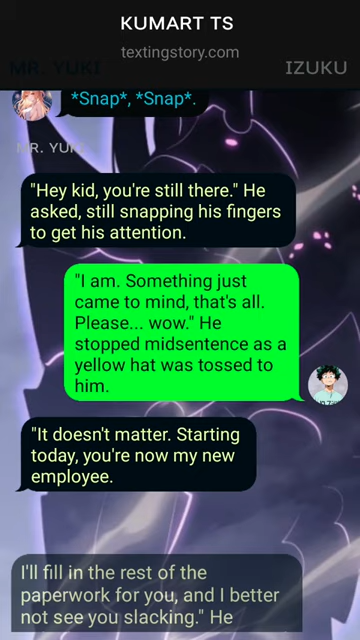 KUMART TS
textingstory.com
MR. YUKI
IZUKU
*Snap*, *Snap*.
MR. YUKI
"Hey kid, you're still there." He
asked, still snapping his fingers
to get his attention.
"I am. Something just
came to mind, that's all.
Please... wow." He
stopped midsentence as a
yellow hat was tossed to
him.
"It doesn't matter. Starting
today, you're now my new
employee.
I'll fill in the rest of the
paperwork for you, and I better
not see you slacking." He